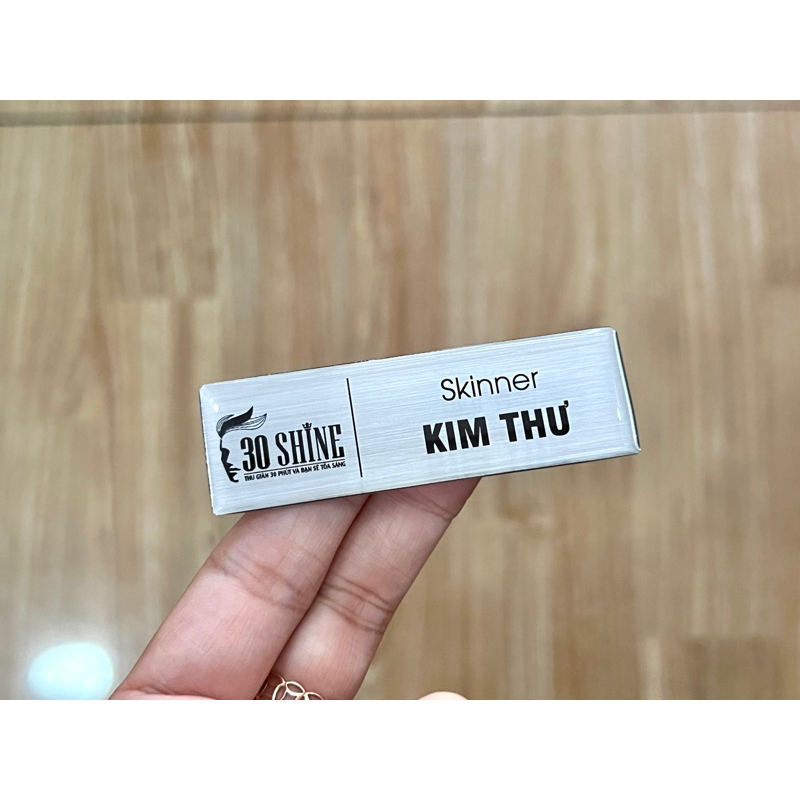 30 SHINE
THƯ GIÃN 30 PHÚT VÀ BẠN SẼ TỎA SÁNG
Skinner
KIM THƯ